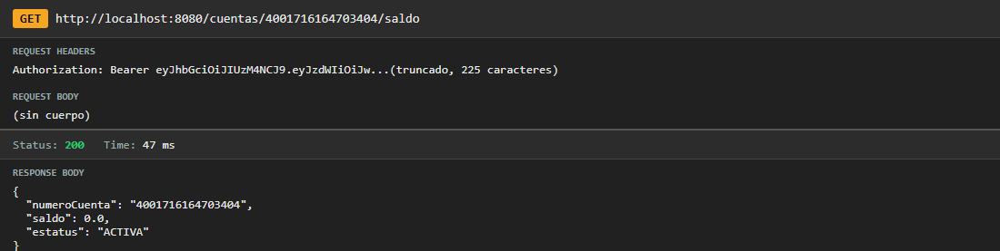 GET http://localhost:8080/cuentas/4001716164703404/saldo
REQUEST HEADERS
Authorization: Bearer eyJhbGciOiJIUzM4NCJ9.eyJzdWIiOiJw...(truncado, 225 caracteres)
REQUEST BODY
(sin cuerpo)
Status: 200 Time: 47 ms
RESPONSE BODY
{
"numeroCuenta": "4001716164703404",
"saldo": 0.0,
"estatus": "ACTIVA"
}